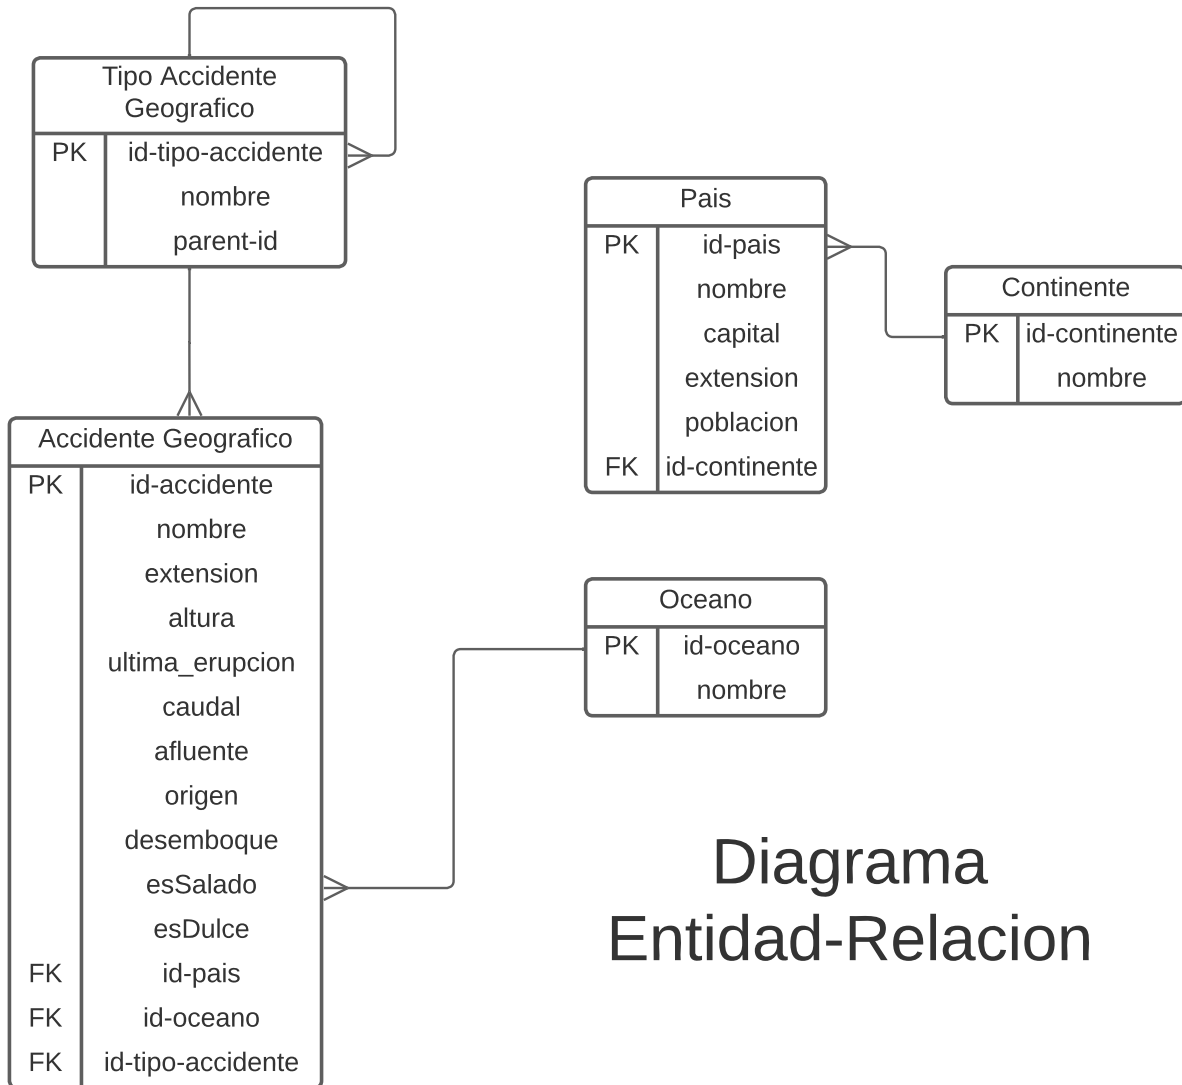 Tipo Accidente
Geografico
PK id-tipo-accidente
nombre
parent-id
Pais
PK id-pais
nombre
capital
extension
poblacion
FK id-continente
Continente
PK id-continente
nombre
Accidente Geografico
PK id-accidente
nombre
extension
altura
ultima_erupcion
caudal
afluente
origen
desemboque
esSalado
esDulce
FK id-pais
FK id-oceano
FK id-tipo-accidente
Oceano
PK id-oceano
nombre
Diagrama
Entidad-Relacion